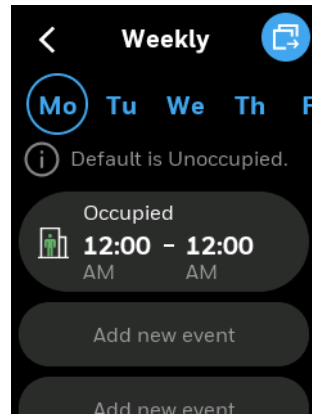 Weekly
Mo Tu We Th F
i Default is Unoccupied.
Occupied
12:00 – 12:00
AM AM
Add new event
Add new event